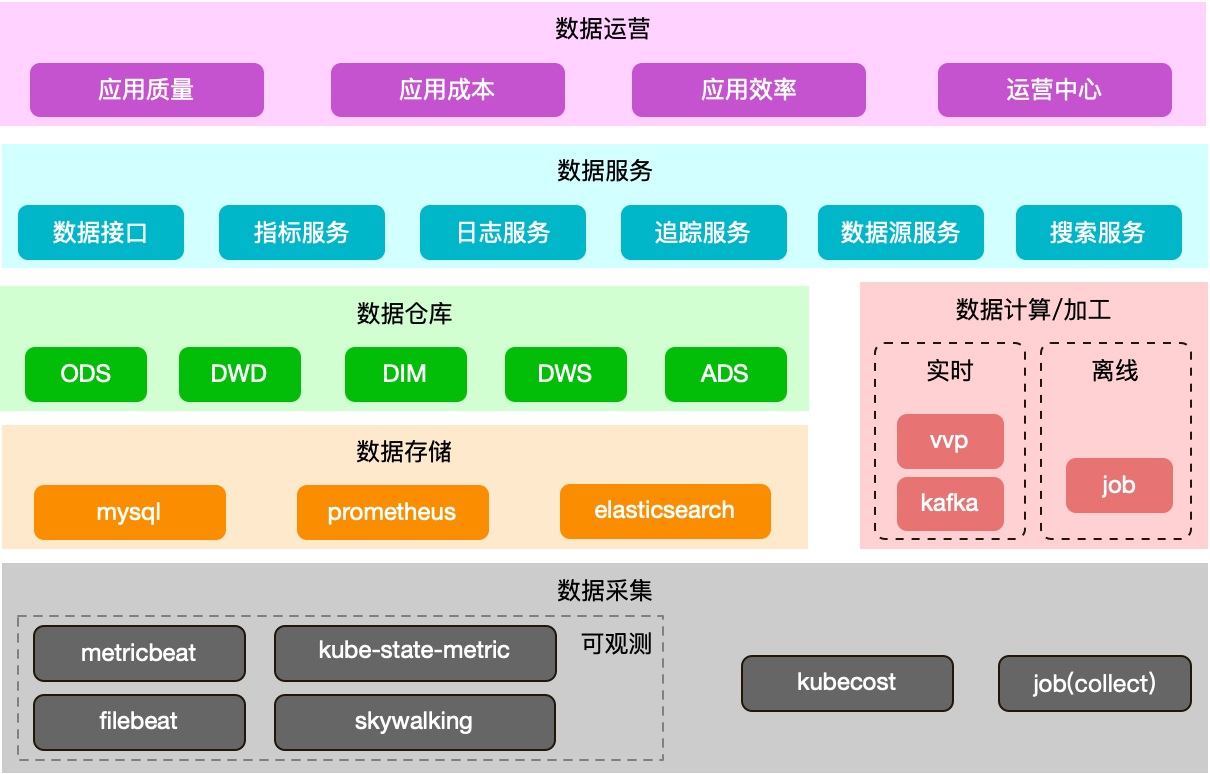 数据运营
应用质量
应用成本
应用效率
运营中心
数据服务
数据接口
指标服务
日志服务
追踪服务
数据源服务
搜索服务
数据仓库
ODS
DWD
DIM
DWS
ADS
数据计算/加工
实时
vvp
kafka
离线
job
数据存储
mysql
prometheus
elasticsearch
数据采集
可观测
metricbeat
kube-state-metric
filebeat
skywalking
kubecost
job(collect)